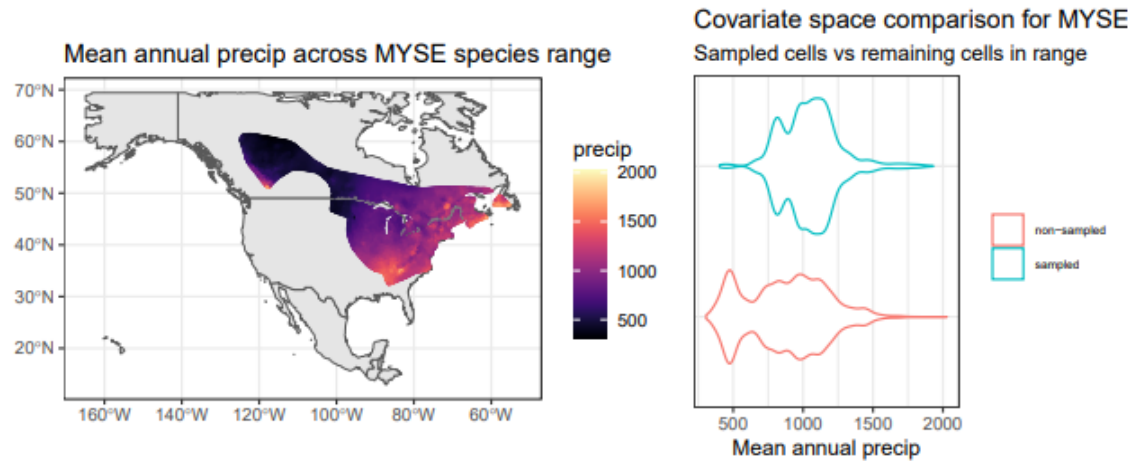 Mean annual precip across MYSE species range
70°N
60°N
50°N
40°N
30°N
20°N
160°W
140°W
120°W
100°W
80°W
60°W
precip
2000
1500
1000
500
Covariate space comparison for MYSE
Sampled cells vs remaining cells in range
500
1000
1500
2000
Mean annual precip
non-sampled
sampled